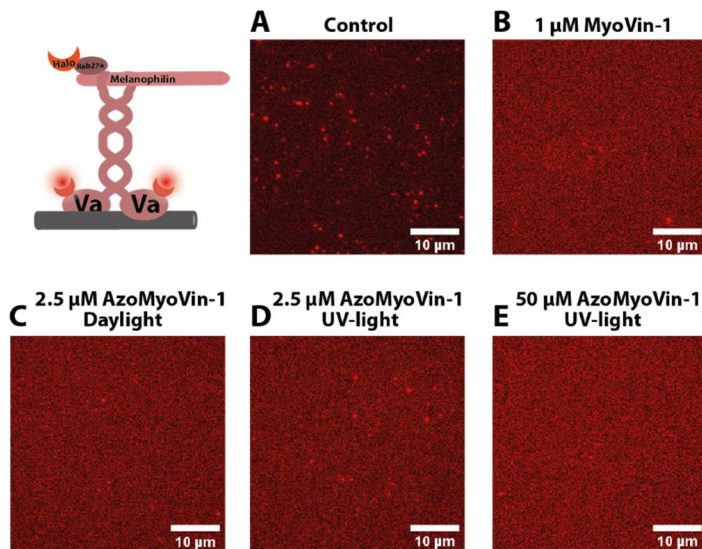 A
Control
B
1 µM MyoVin-1
Halo
Rab27a
Melanophilin
Va
Va
10 µm
10 µm
C
2.5 µM AzoMyoVin-1
Daylight
D
2.5 µM AzoMyoVin-1
UV-light
E
50 µM AzoMyoVin-1
UV-light
10 µm
10 µm
10 µm